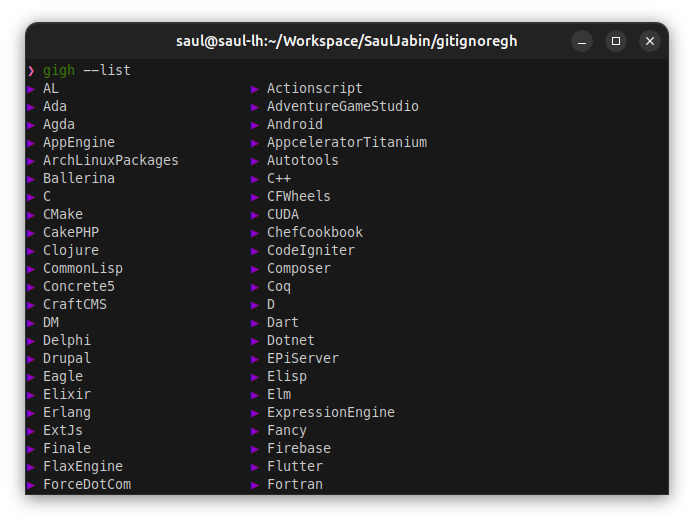 saul@saul-lh:~/Workspace/SaulJabin/gitignoregh
❯ gigh --list
▶ AL ▶ Actionscript
▶ Ada ▶ AdventureGameStudio
▶ Agda ▶ Android
▶ AppEngine ▶ AppceleratorTitanium
▶ ArchLinuxPackages ▶ Autotools
▶ Ballerina ▶ C++
▶ C ▶ CFWheels
▶ CMake ▶ CUDA
▶ CakePHP ▶ ChefCookbook
▶ Clojure ▶ CodeIgniter
▶ CommonLisp ▶ Composer
▶ Concrete5 ▶ Coq
▶ CraftCMS ▶ D
▶ DM ▶ Dart
▶ Delphi ▶ Dotnet
▶ Drupal ▶ EPiServer
▶ Eagle ▶ Elisp
▶ Elixir ▶ Elm
▶ Erlang ▶ ExpressionEngine
▶ ExtJs ▶ Fancy
▶ Finale ▶ Firebase
▶ FlaxEngine ▶ Flutter
▶ ForceDotCom ▶ Fortran